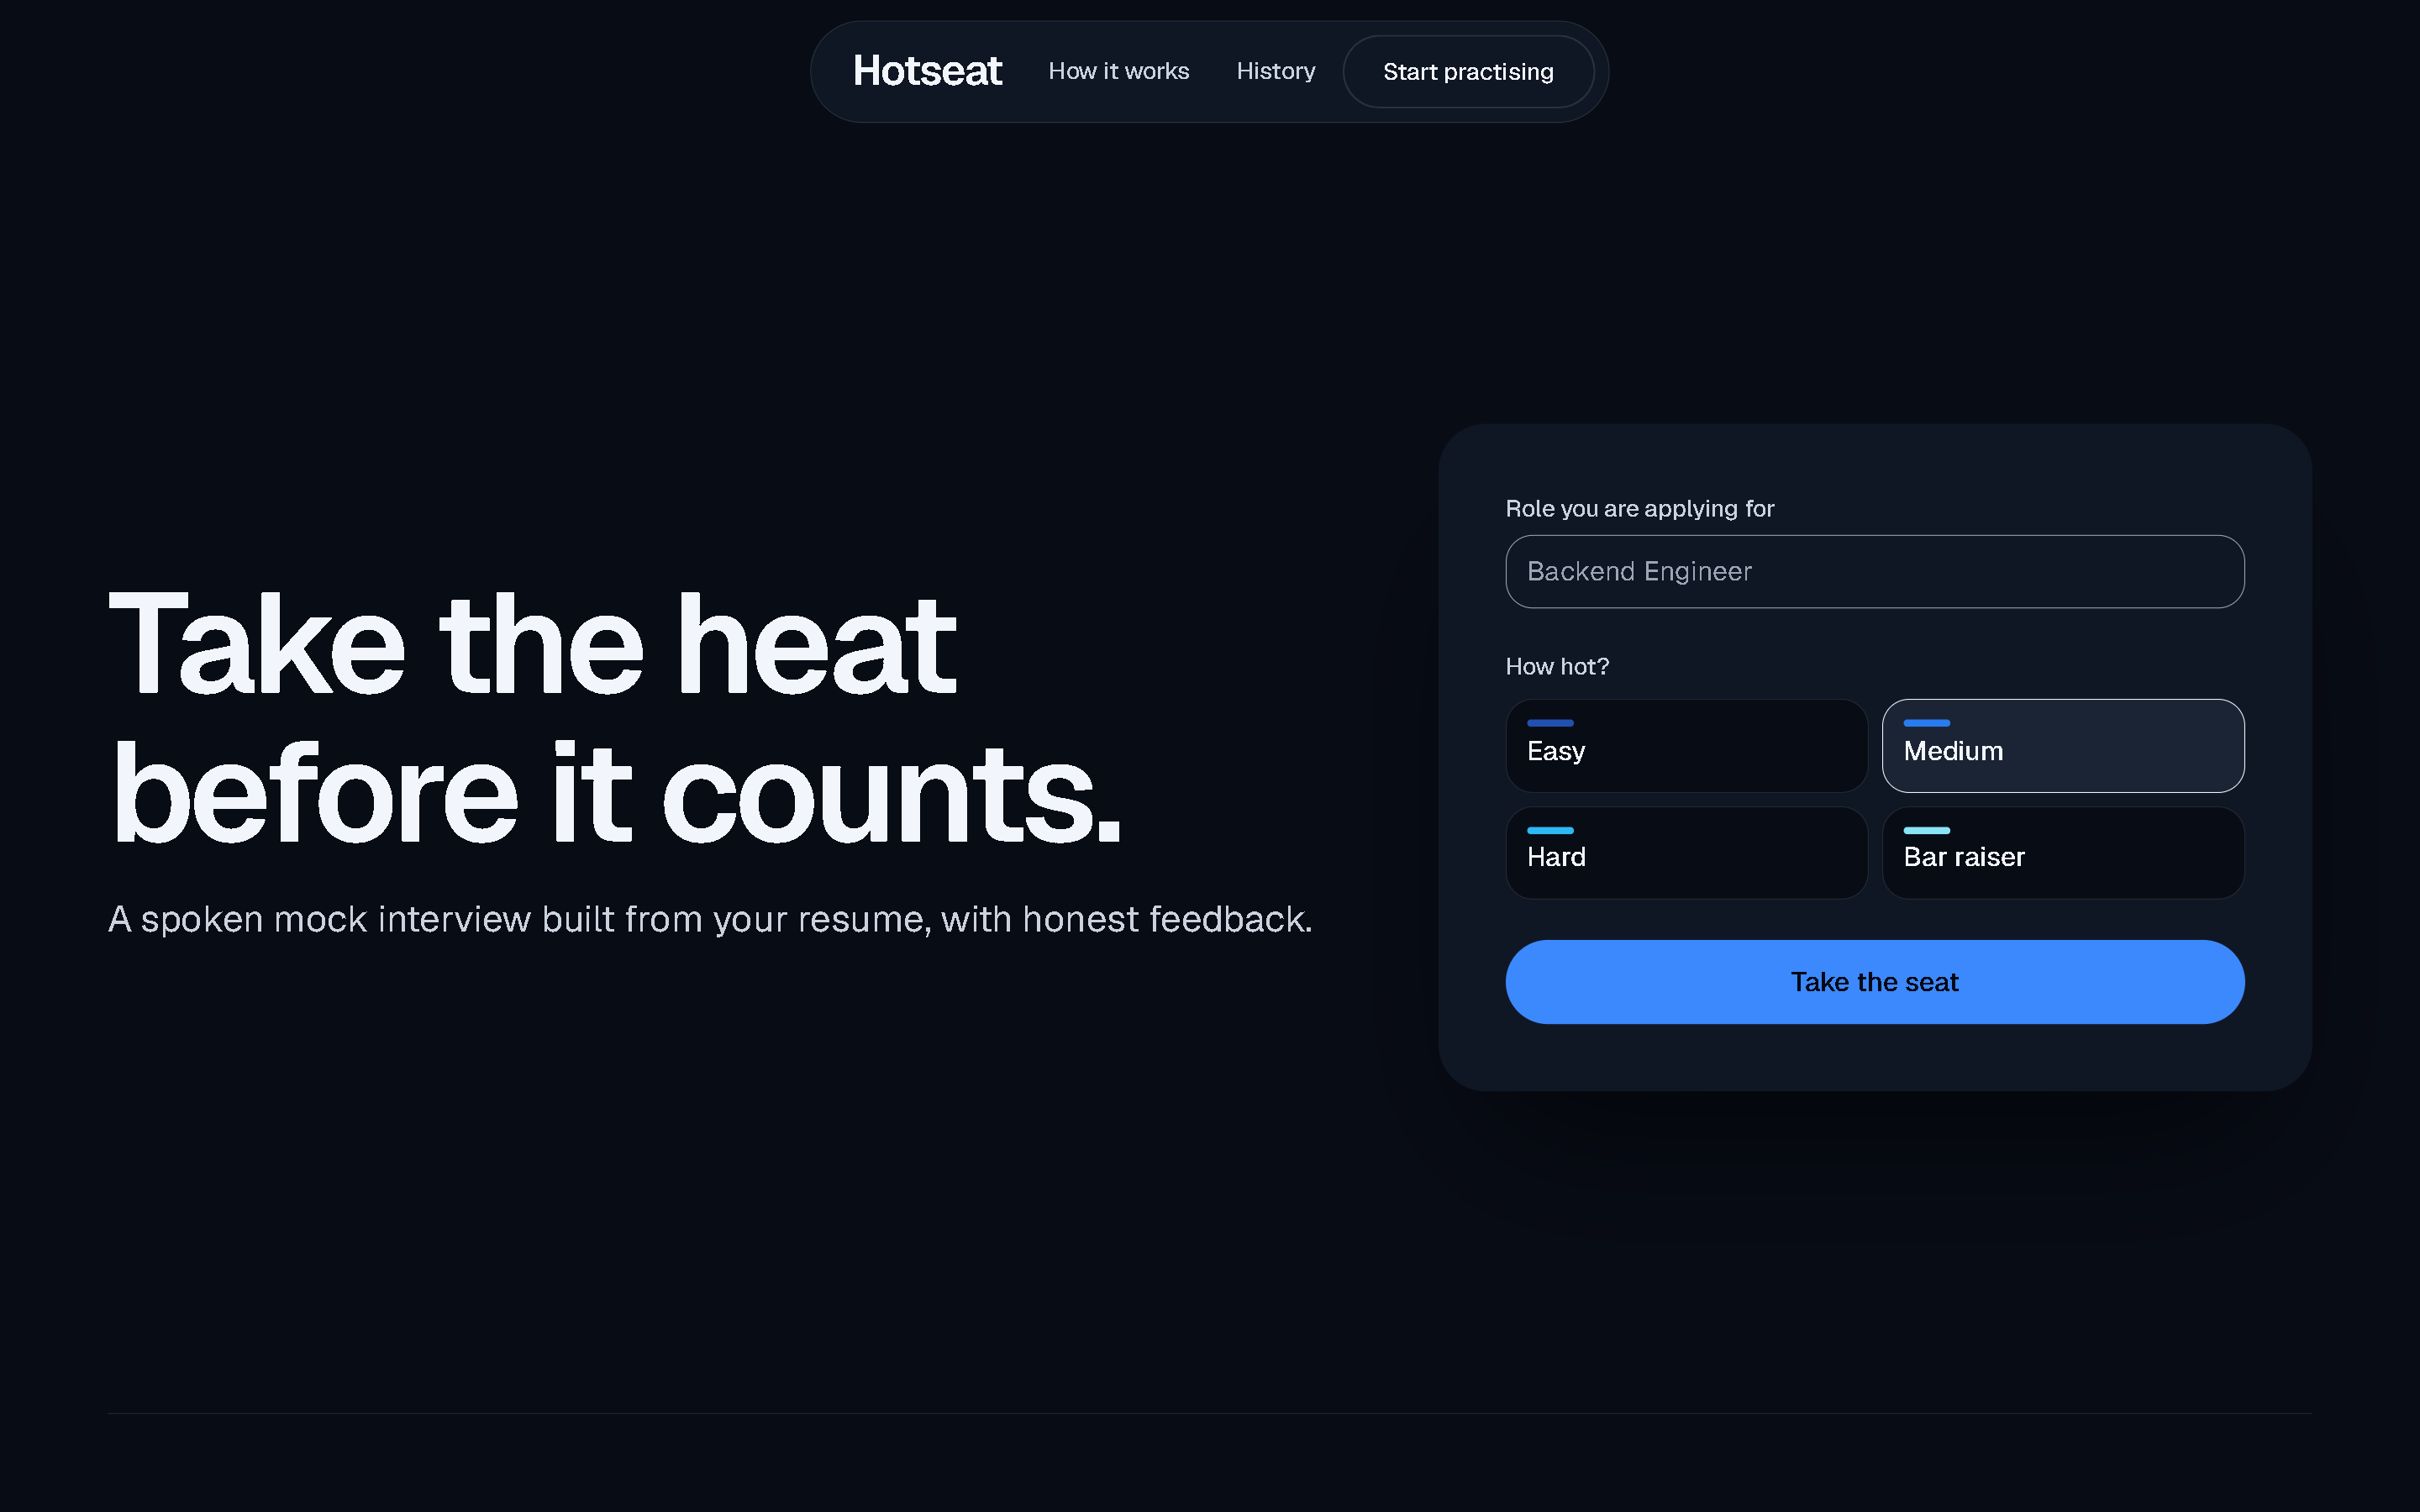 Hotseat
How it works
History
Start practising
Take the heat
before it counts.
A spoken mock interview built from your resume, with honest feedback.
Role you are applying for
Backend Engineer
How hot?
Easy
Medium
Hard
Bar raiser
Take the seat